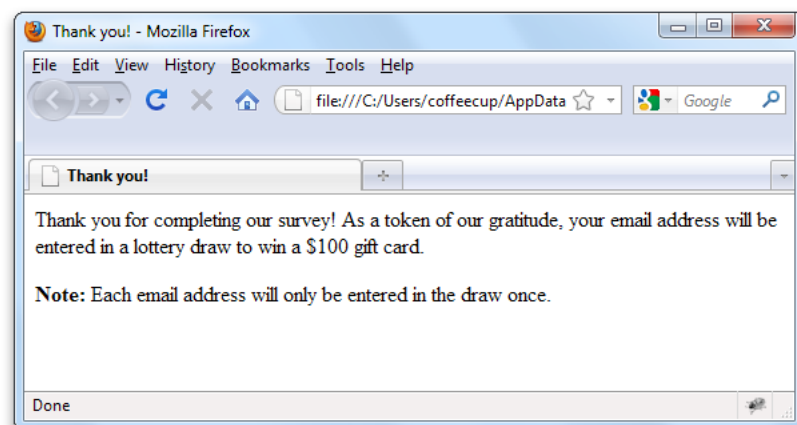 Thank you! - Mozilla Firefox
File Edit View History Bookmarks Tools Help
file:///C:/Users/coffeecup/AppData
Google
Thank you!
Thank you for completing our survey! As a token of our gratitude, your email address will be
entered in a lottery draw to win a $100 gift card.
Note: Each email address will only be entered in the draw once.
Done